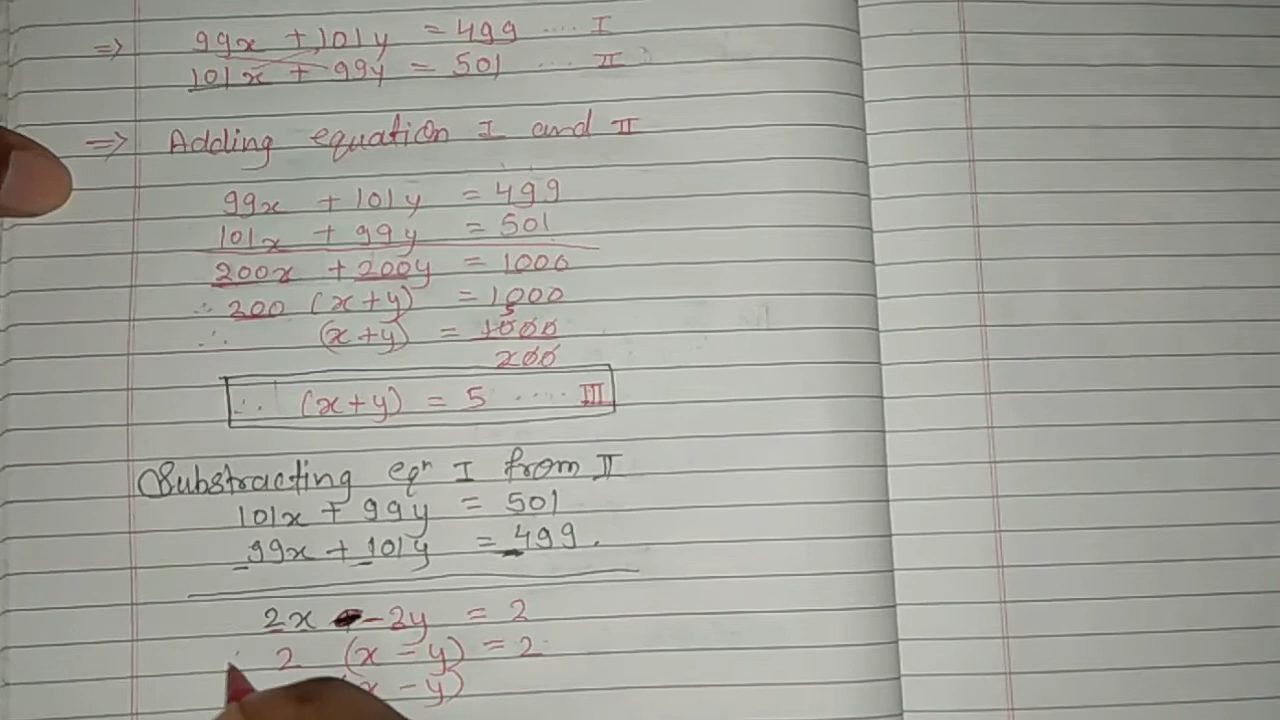 ⇒ 99x + 101y = 499 .... I
101x + 99y = 501 ... II
⇒ Adding equation I and II
99x + 101y = 499
101x + 99y = 501
200x + 200y = 1000
∴ 200 (x+y) = 1000
∴ (x+y) = 1000
5
200
∴ (x+y) = 5 ..... III
Substracting eqⁿ I from II
101x + 99y = 501
99x + 101y = 499.
- - -
2x - 2y = 2
2 (x - y) = 2
(x - y)